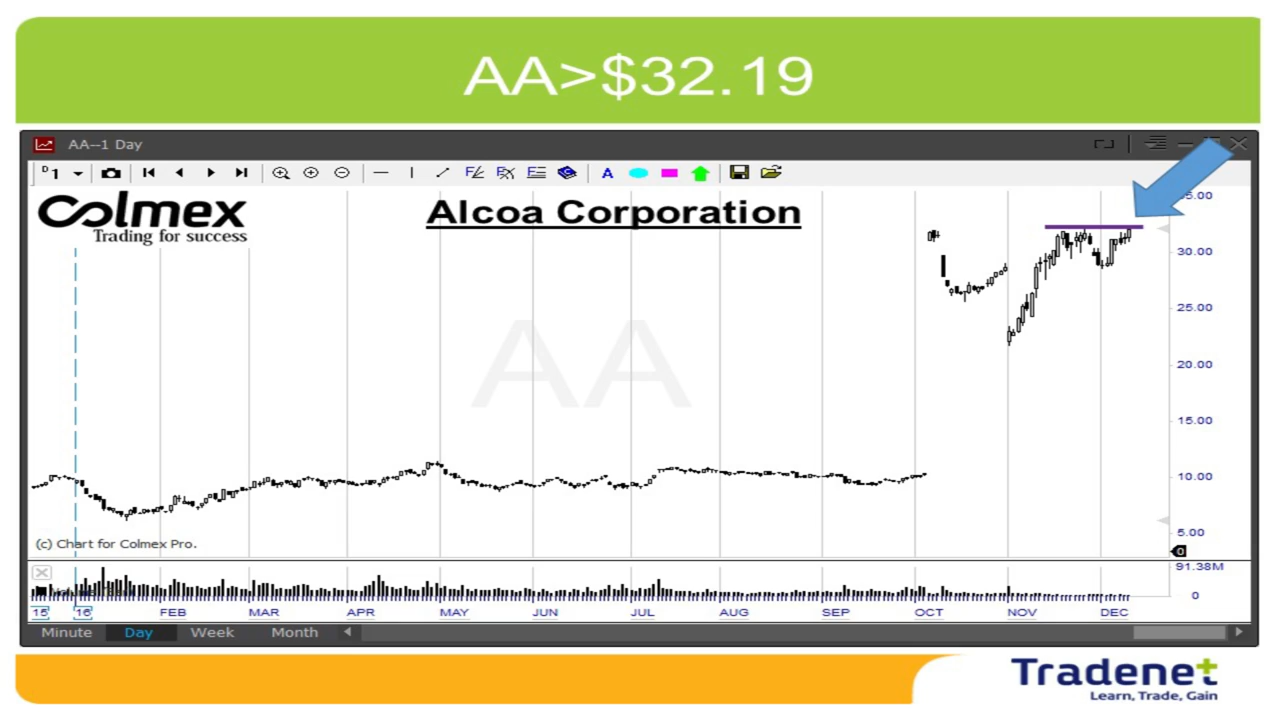 AA>$32.19
AA--1 Day
D1
A
Colmex
Trading for success
Alcoa Corporation
AA
30.00
25.00
20.00
15.00
10.00
5.00
0
(c) Chart for Colmex Pro.
91.38M
0
15 16 FEB MAR APR MAY JUN JUL AUG SEP OCT NOV DEC
Minute Day Week Month
Tradenet
Learn, Trade, Gain